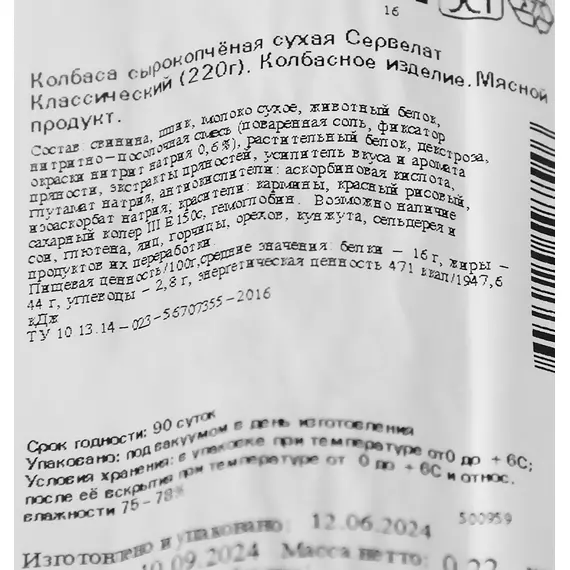 16
ЭСТ
Колбаса сырокопчёная сухая Сервелат
Классический (220г). Колбасное изделие. Мясной
продукт.
Состав свинина, шпик, молоко сухое, животный белок,
нитритно-посолочная смесь (поваренная соль, фиксатор
окраски нитрит натрия 0,6%), растительный белок, декстроза,
пряности, экстракты пряностей, усилитель вкуса и аромата
глутамат натрия, антиокислители: аскорбиновая кислота,
изоаскорбат натрия; красители: кармины, красный рисовый,
сахарный колер III Е150с, гемоглобин. Возможно наличие
сои, глютена, яиц, горчицы, орехов, кунжута, сельдерея и
продуктов их переработки.
Пищевая ценность/100г,средние значения: белки – 16 г, жиры –
44 г, углеводы – 2,8 г, энергетическая ценность 471 ккал/1947,6
кДж
ТУ 10 13.14 – 023-56707355-2016
Срок годности: 90 суток
Упаковано: под вакуумом в день изготовления
Условия хранения: в упаковке при температуре от0 до + 6С;
после её вскрытия при температуре от 0 до + 6С и относ.
влажности 75-78%
500959
Изготовлено и упаковано: 12.06.2024
10.09.2024 Масса нетто: 0,22